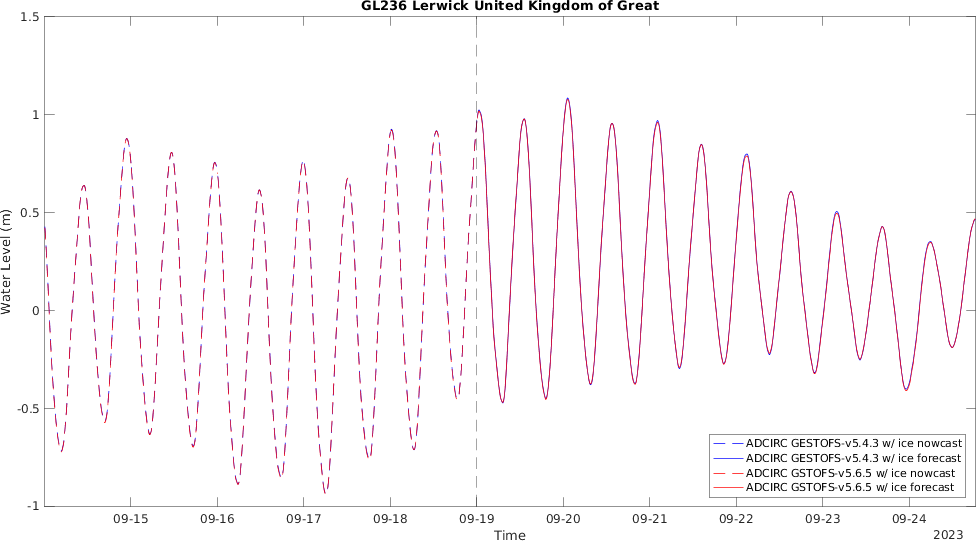 GL236 Lerwick United Kingdom of Great
1.5
1
0.5
0
-0.5
-1
Water Level (m)
ADCIRC GESTOFS-v5.4.3 w/ ice nowcast
ADCIRC GESTOFS-v5.4.3 w/ ice forecast
ADCIRC GSTOFS-v5.6.5 w/ ice nowcast
ADCIRC GSTOFS-v5.6.5 w/ ice forecast
09-15 09-16 09-17 09-18 09-19 09-20 09-21 09-22 09-23 09-24
Time
2023